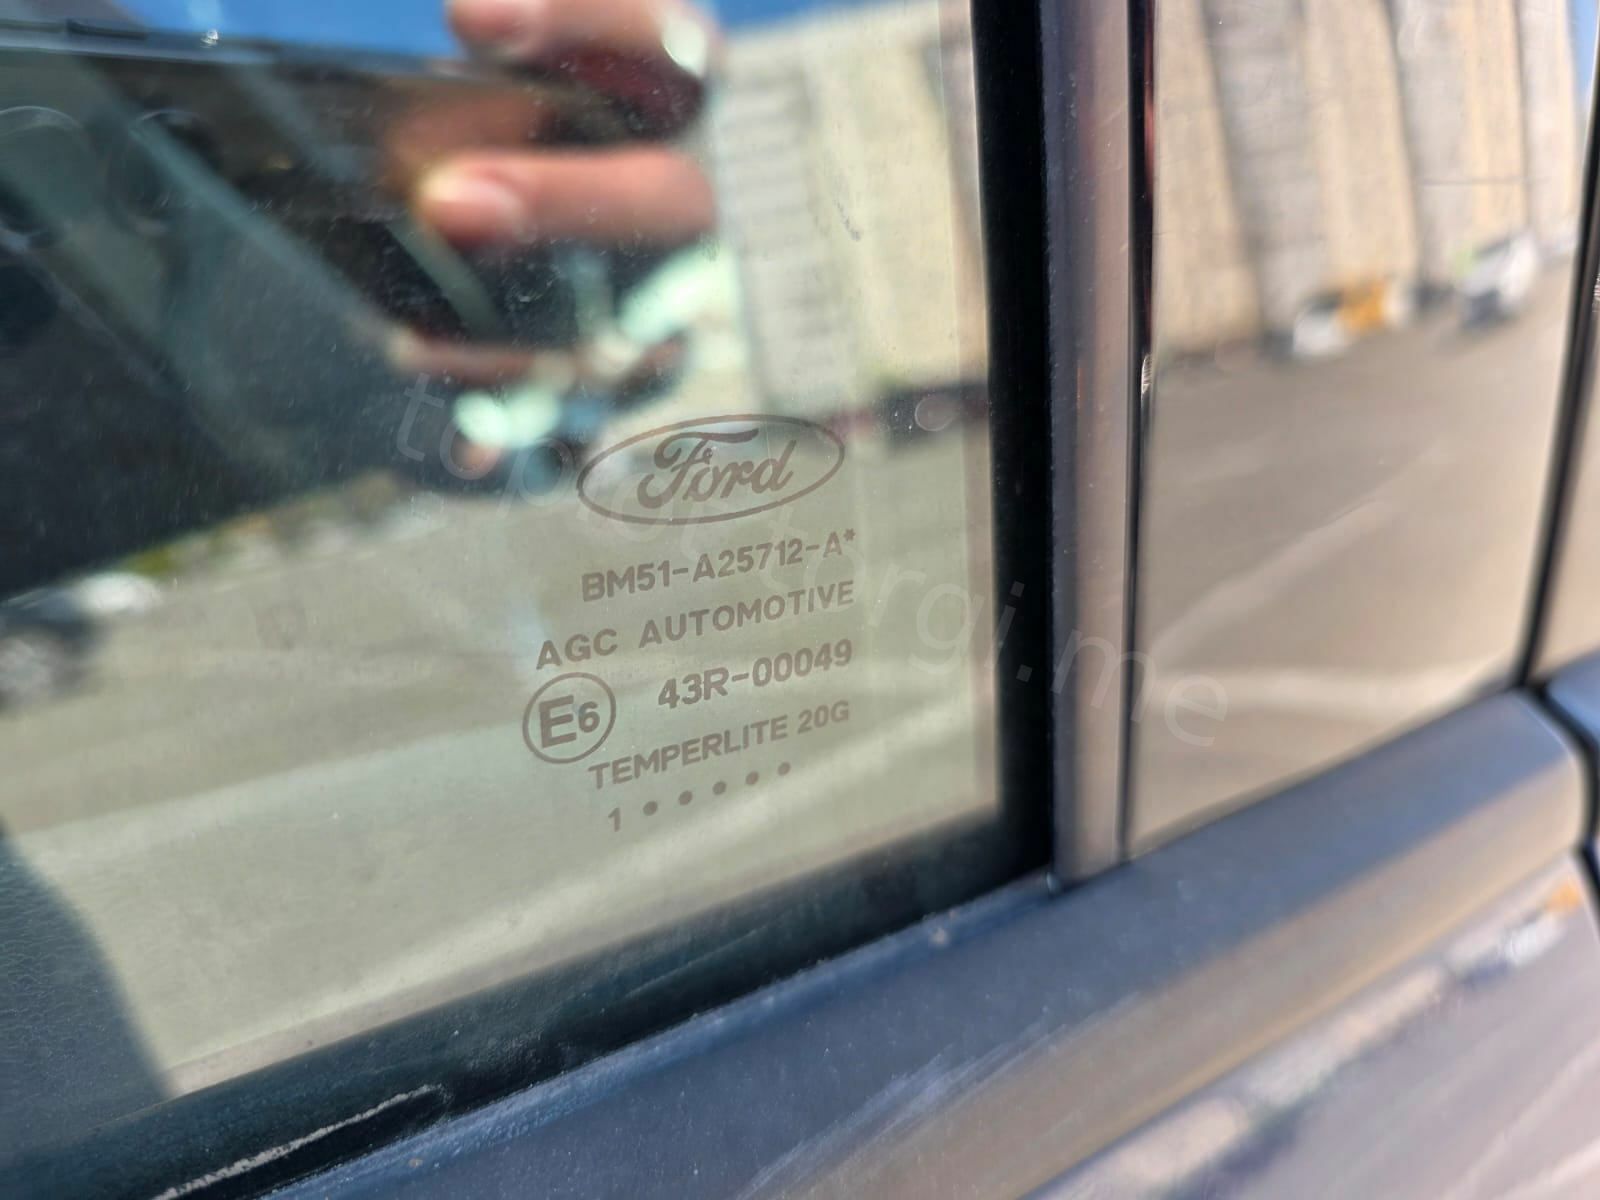 Ford
BM51-A25712-A*
AGC AUTOMOTIVE
E6 43R-00049
TEMPERLITE 20G
1 • • • • •